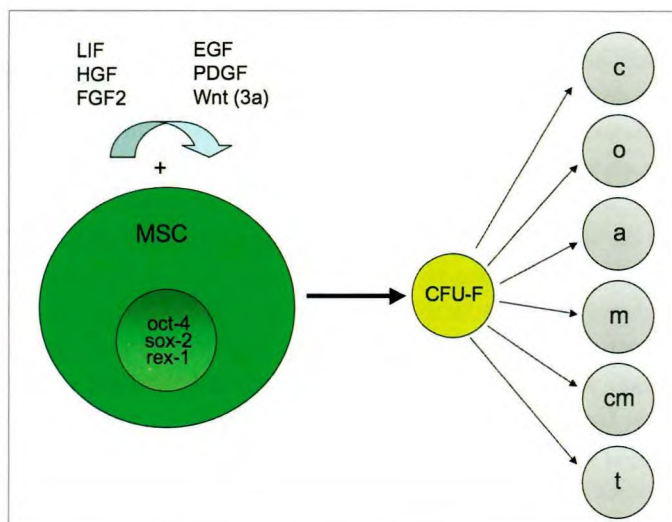 LIF
HGF
FGF2
EGF
PDGF
Wnt (3a)
+
MSC
oct-4
sox-2
rex-1
CFU-F
c
o
a
m
cm
t